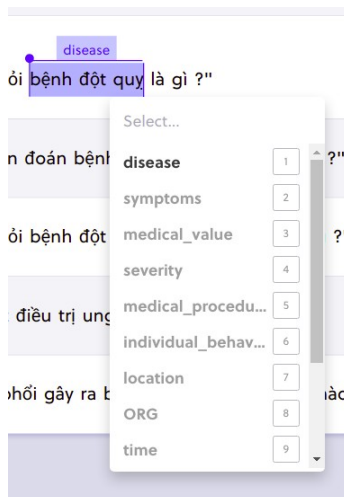 disease
ỏi bệnh đột quỵ là gì ?"
Select...
disease 1
n đoán bệnh ?"
symptoms 2
ỏi bệnh đột medical_value 3 ?
severity 4
điều trị ung medical_procedu... 5
individual_behav... 6
location 7
phổi gây ra b
ORG 8
time 9